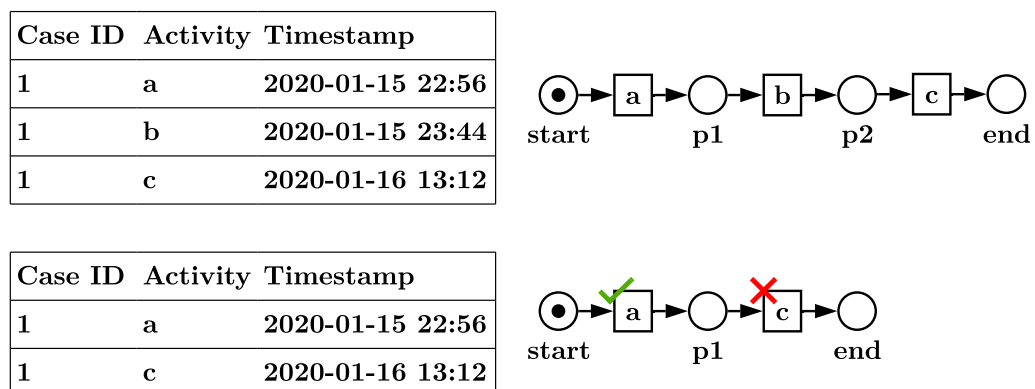 Case ID Activity Timestamp
1 a 2020-01-15 22:56
1 b 2020-01-15 23:44
1 c 2020-01-16 13:12
a b c
start p1 p2 end
Case ID Activity Timestamp
1 a 2020-01-15 22:56
1 c 2020-01-16 13:12
a c
start p1 end